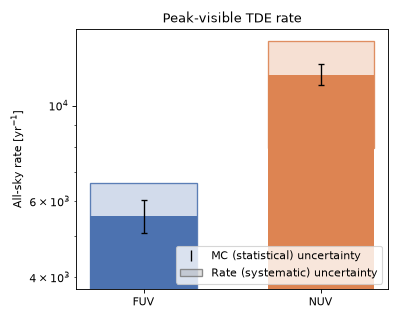 Peak-visible TDE rate
All-sky rate [yr⁻¹]
10⁴
6 × 10³
4 × 10³
MC (statistical) uncertainty
Rate (systematic) uncertainty
FUV
NUV